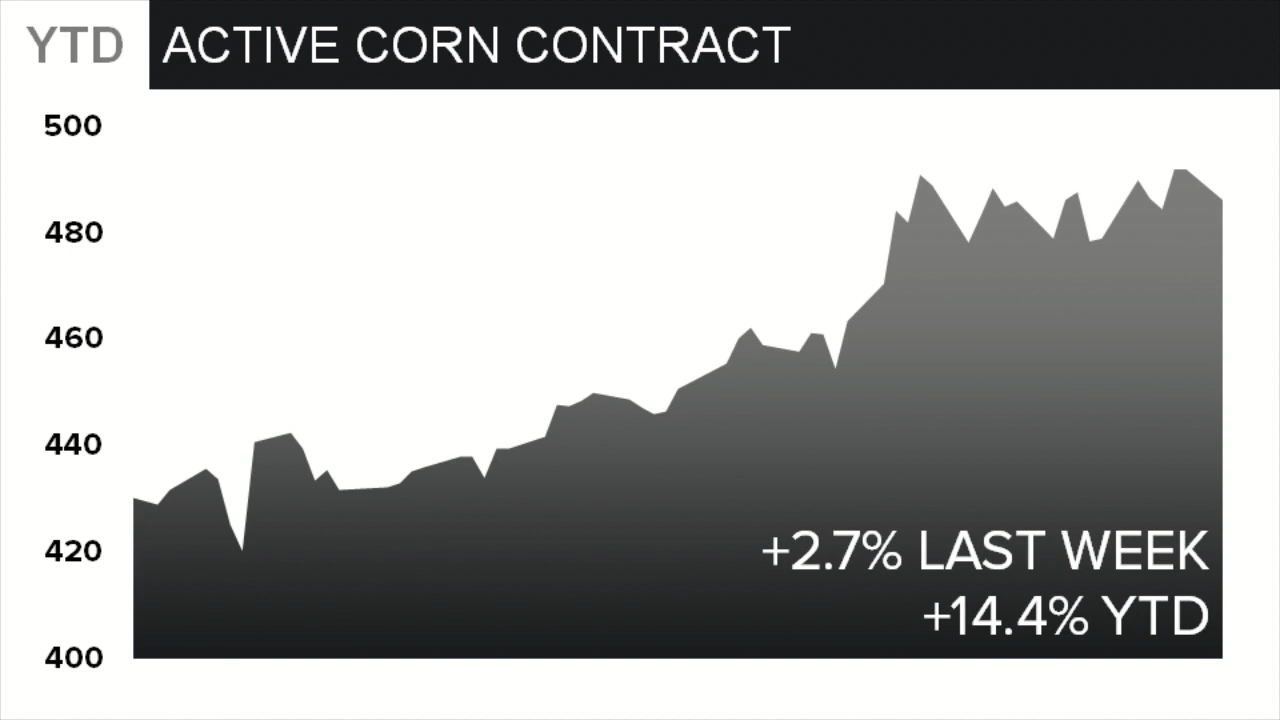 YTD ACTIVE CORN CONTRACT
500
480
460
440
420
400
+2.7% LAST WEEK
+14.4% YTD